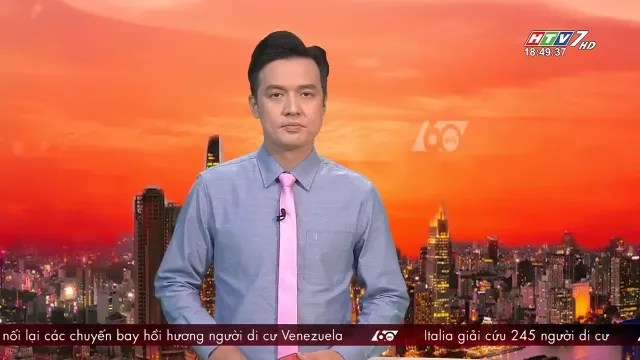 HTV7 HD
18:49:37
60
nối lại các chuyến bay hồi hương người di cư Venezuela 60 Italia giải cứu 245 người di cư